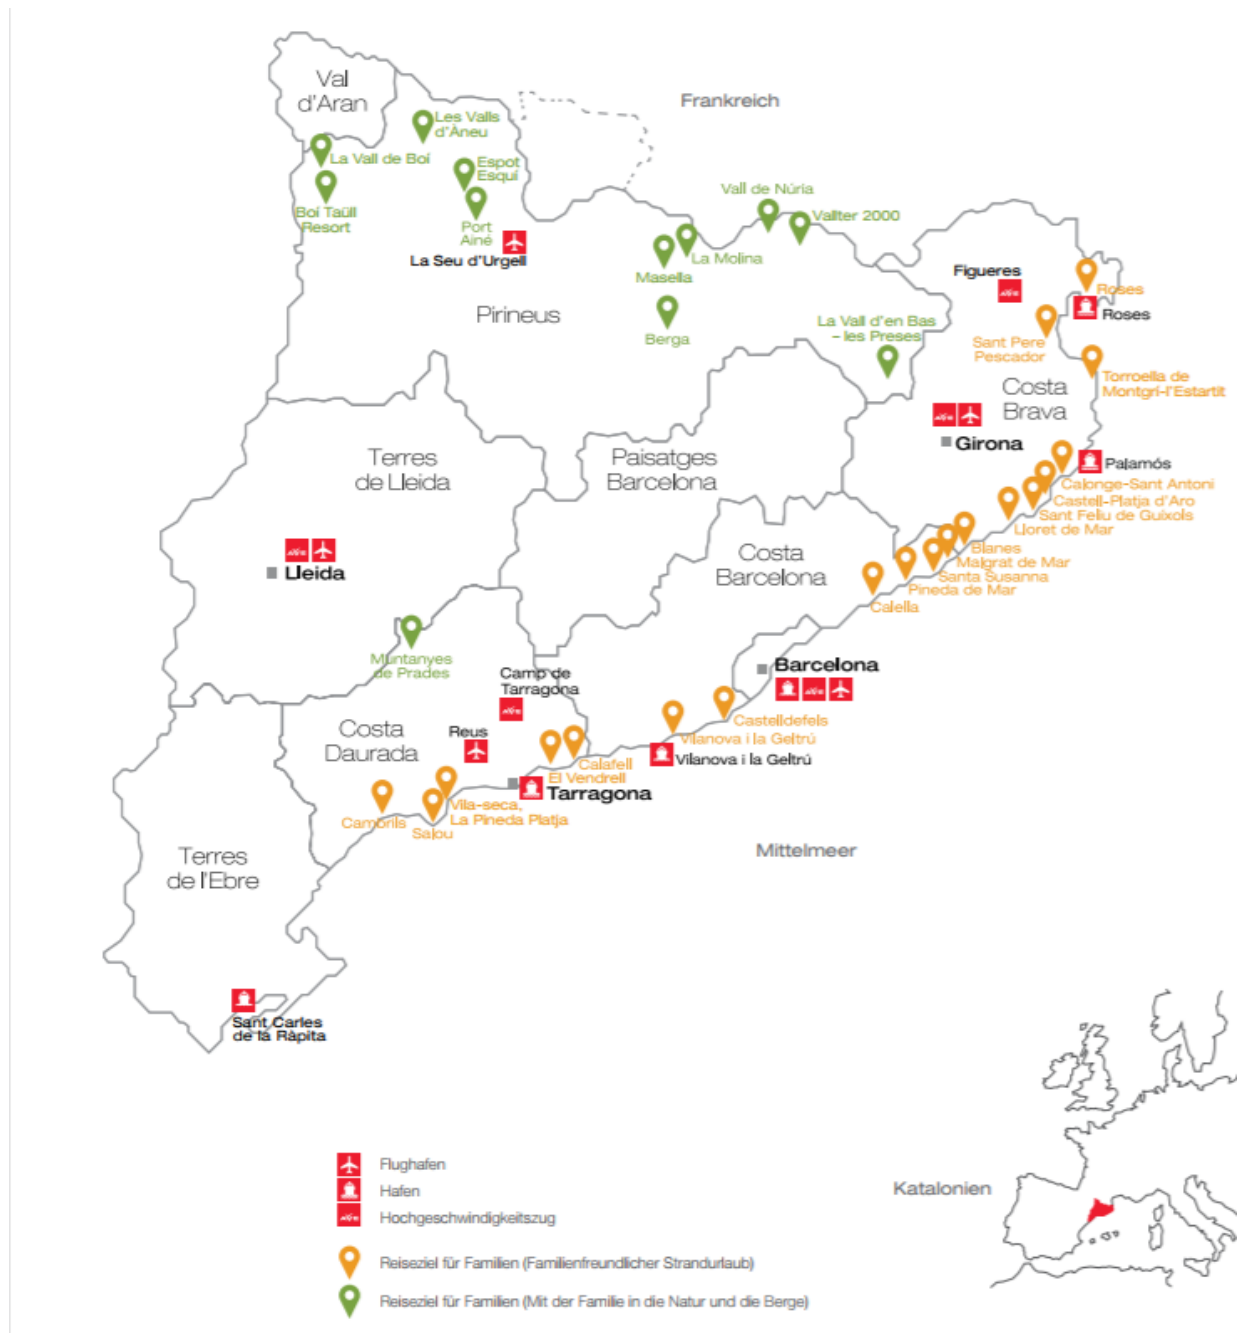 Val
d'Aran
Frankreich
Les Valls
d'Àneu
La Vall de Boí
Espot
Esquí
Boí Taüll
Resort
Port
Ainé
La Seu d'Urgell
Vall de Núria
Vallter 2000
La Molina
Masella
Berga
Pirineus
La Vall d'en Bas
– les Preses
Figueres
Roses
Roses
Sant Pere
Pescador
Torroella de
Montgrí-l'Estartit
Costa
Brava
Girona
Palamós
Calonge-Sant Antoni
Castell-Platja d'Aro
Sant Feliu de Guíxols
Lloret de Mar
Blanes
Malgrat de Mar
Santa Susanna
Pineda de Mar
Calella
Terres
de Lleida
Paisatges
Barcelona
Costa
Barcelona
Lleida
Muntanyes
de Prades
Barcelona
Camp de
Tarragona
Castelldefels
Vilanova i la Geltrú
Vilanova i la Geltrú
Costa
Daurada
Reus
Calafell
El Vendrell
Tarragona
Vila-seca,
La Pineda Platja
Cambrils
Salou
Mittelmeer
Terres
de l'Ebre
Sant Carles
de la Ràpita
Katalonien
Flughafen
Hafen
Hochgeschwindigkeitszug
Reiseziel für Familien (Familienfreundlicher Strandurlaub)
Reiseziel für Familien (Mit der Familie in die Natur und die Berge)